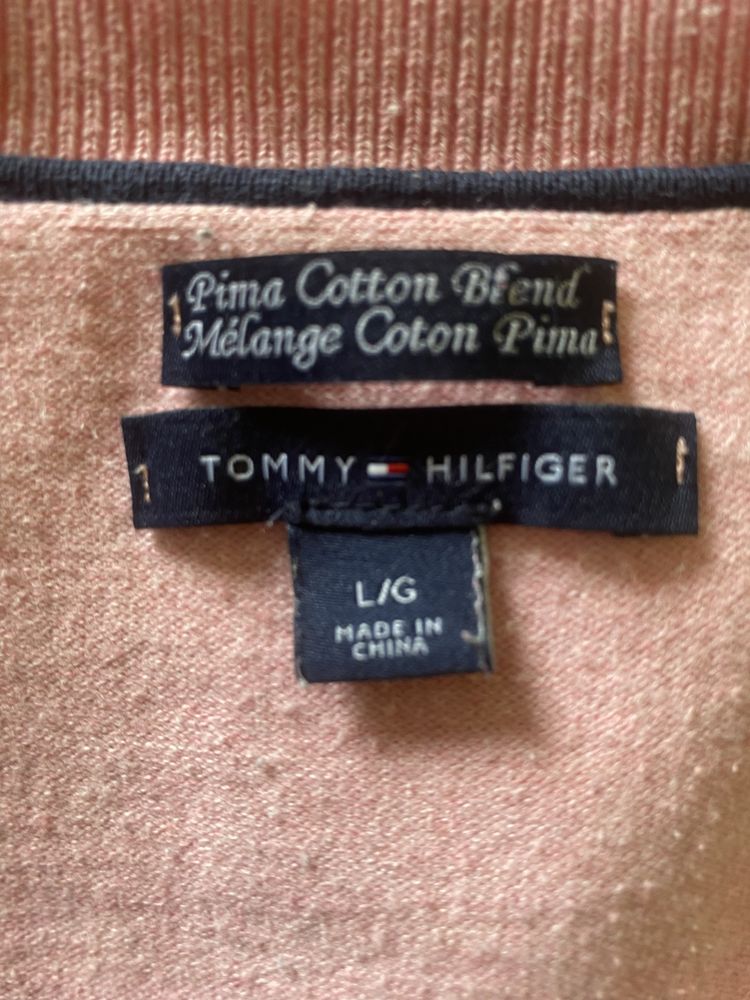 Pima Cotton Blend
Mélange Coton Pima
TOMMY HILFIGER
L/G
MADE IN
CHINA